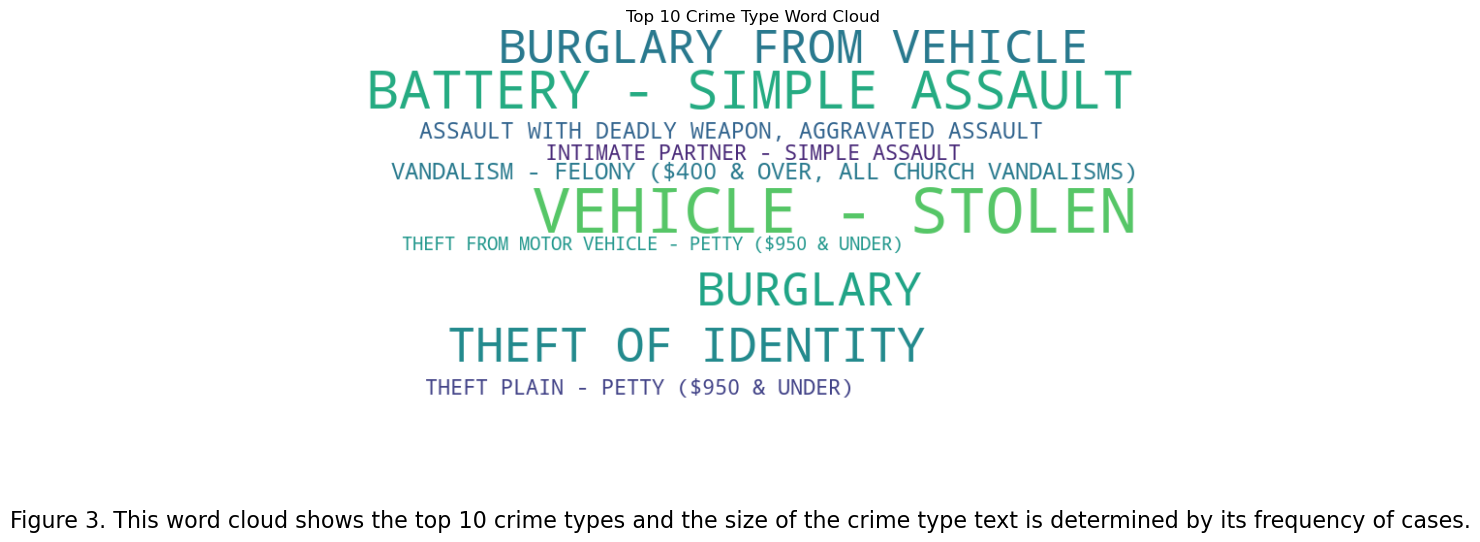 Top 10 Crime Type Word Cloud
BURGLARY FROM VEHICLE
BATTERY - SIMPLE ASSAULT
ASSAULT WITH DEADLY WEAPON, AGGRAVATED ASSAULT
INTIMATE PARTNER - SIMPLE ASSAULT
VANDALISM - FELONY ($400 & OVER, ALL CHURCH VANDALISMS)
VEHICLE - STOLEN
THEFT FROM MOTOR VEHICLE - PETTY ($950 & UNDER)
BURGLARY
THEFT OF IDENTITY
THEFT PLAIN - PETTY ($950 & UNDER)
Figure 3. This word cloud shows the top 10 crime types and the size of the crime type text is determined by its frequency of cases.